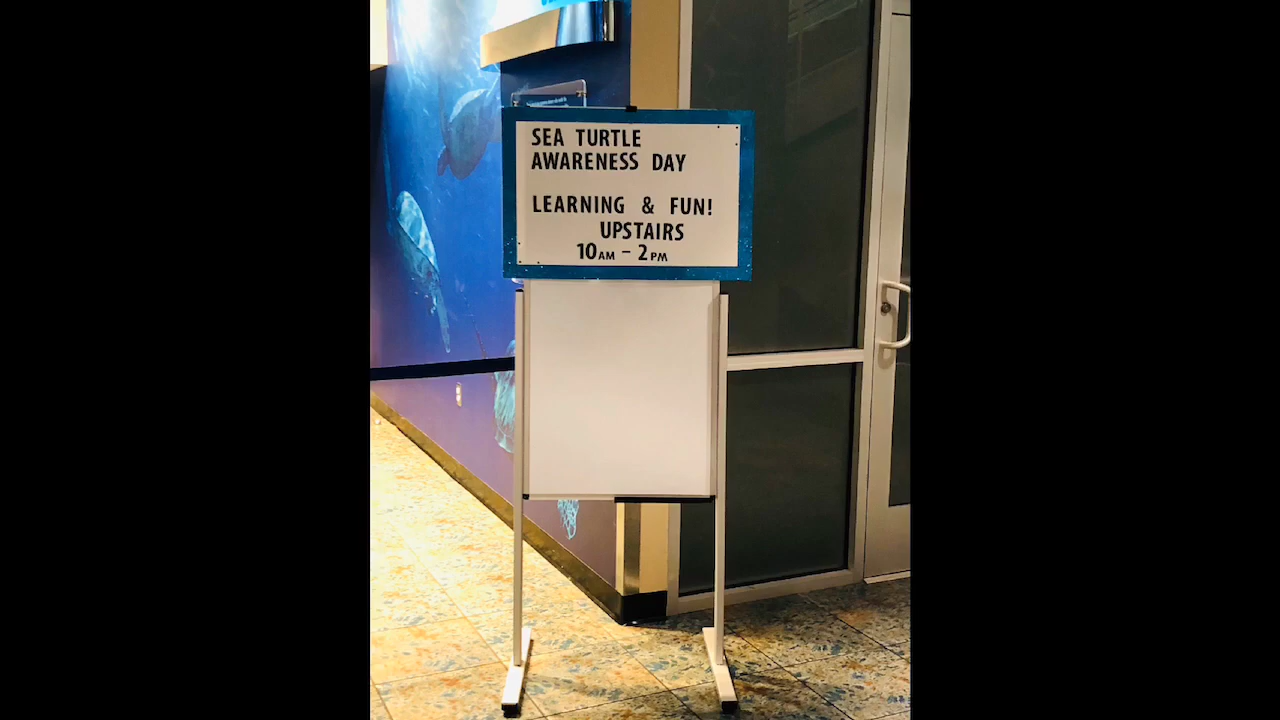 SEA TURTLE
AWARENESS DAY
LEARNING & FUN!
UPSTAIRS
10AM - 2PM